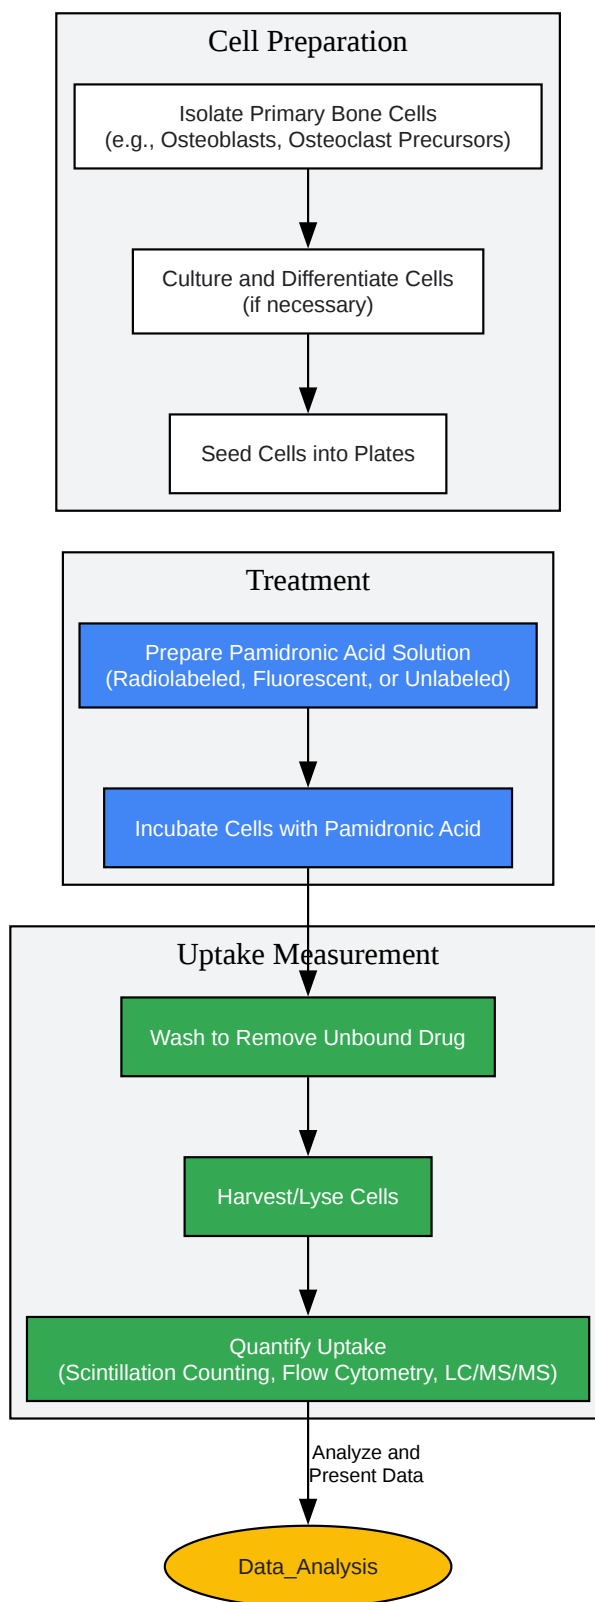 Cell Preparation
Isolate Primary Bone Cells
(e.g., Osteoblasts, Osteoclast Precursors)
Culture and Differentiate Cells
(if necessary)
Seed Cells into Plates
Treatment
Prepare Pamidronic Acid Solution
(Radiolabeled, Fluorescent, or Unlabeled)
Incubate Cells with Pamidronic Acid
Uptake Measurement
Wash to Remove Unbound Drug
Harvest/Lyse Cells
Quantify Uptake
(Scintillation Counting, Flow Cytometry, LC/MS/MS)
Analyze and
Present Data
Data_Analysis